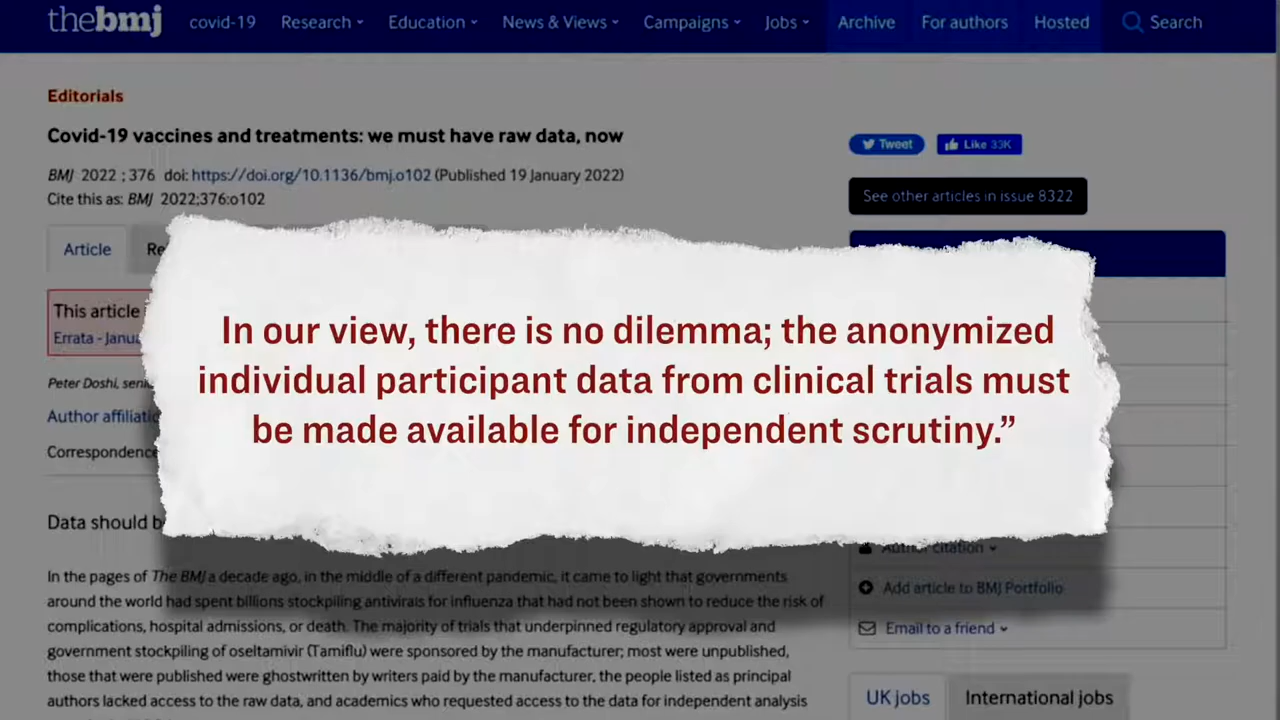 thebmj covid-19 Research Education News & Views Campaigns Jobs Archive For authors Hosted Search
Editorials
Covid-19 vaccines and treatments: we must have raw data, now
BMJ 2022 ; 376 doi: https://doi.org/10.1136/bmj.o102 (Published 19 January 2022)
Cite this as: BMJ 2022;376:o102
Tweet Like 33K
See other articles in issue 8322
Article Re
This article
Errata - Janua
Peter Doshi, seni
Author affiliatio
Correspondence
In our view, there is no dilemma; the anonymized
individual participant data from clinical trials must
be made available for independent scrutiny.”
Data should b
In the pages of The BMJ a decade ago, in the middle of a different pandemic, it came to light that governments
around the world had spent billions stockpiling antivirals for influenza that had not been shown to reduce the risk of
complications, hospital admissions, or death. The majority of trials that underpinned regulatory approval and
government stockpiling of oseltamivir (Tamiflu) were sponsored by the manufacturer; most were unpublished,
those that were published were ghostwritten by writers paid by the manufacturer, the people listed as principal
authors lacked access to the raw data, and academics who requested access to the data for independent analysis
Author citation
Add article to BMJ Portfolio
Email to a friend
UK jobs International jobs